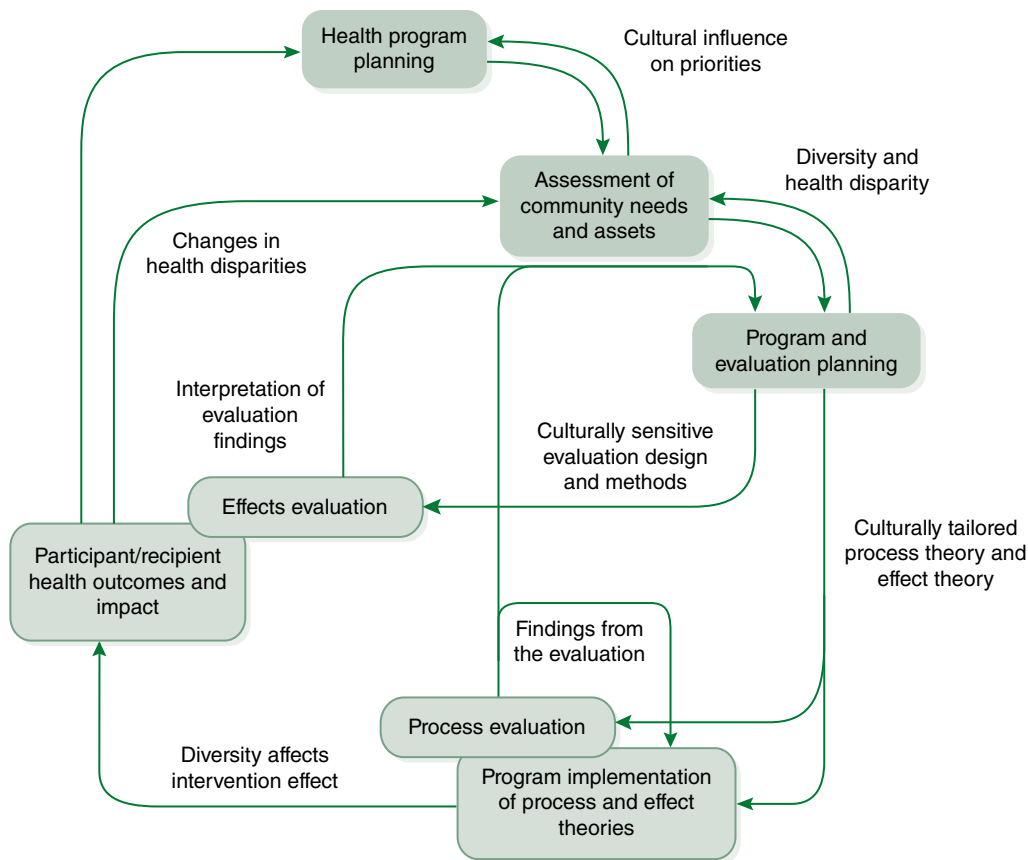 Health program
planning
Cultural influence
on priorities
Assessment of
community needs
and assets
Diversity and
health disparity
Changes in
health disparities
Program and
evaluation planning
Interpretation of
evaluation
findings
Culturally sensitive
evaluation design
and methods
Effects evaluation
Culturally tailored
process theory and
effect theory
Participant/recipient
health outcomes and
impact
Findings from
the evaluation
Process evaluation
Diversity affects
intervention effect
Program implementation
of process and effect
theories